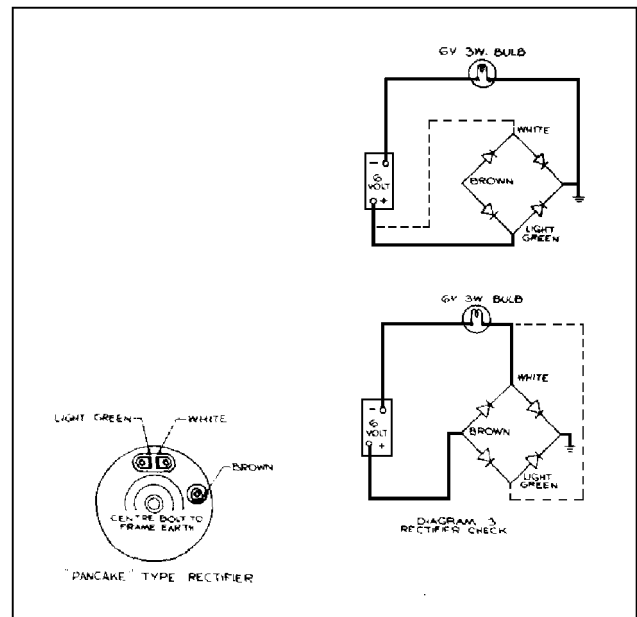 6V 3W. BULB
WHITE
-
6
VOLT
+
BROWN
LIGHT
GREEN
6V 3W. BULB
WHITE
-
6
VOLT
+
BROWN
LIGHT
GREEN
DIAGRAM 3
RECTIFIER CHECK
LIGHT GREEN
WHITE
BROWN
CENTRE BOLT TO
FRAME EARTH
"PANCAKE" TYPE RECTIFIER